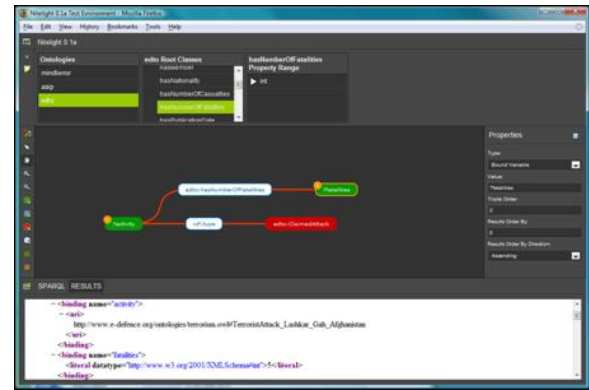 Nitelight 0.1a Test Environment - Mozilla Firefox
File Edit View History Bookmarks Tools Help
Nitelight 0.1a
Ontologies
edto Root Classes
hasNumberOfFatalities
Property Range
hasNationality
hasNumberOfCasualties
hasNumberOfFatalities
hasPublicationDate
int
edto
Properties
Type
Bound Variable
Value
?fatalities
Triple Order
2
Results Order By
0
Results Order By Direction
Ascending
edto:hasNumberOfFatalities
?fatalities
?activity
rdf:type
edto:ClaimedAttack
SPARQL RESULTS
− <binding name="activity">
− <uri>
http://www.e-defence.org/ontologies/terrorism.owl#TerroristAttack_Lashkar_Gah_Afghanistan
</uri>
</binding>
− <binding name="fatalities">
<literal datatype="http://www.w3.org/2001/XMLSchema#int">5</literal>
</binding>